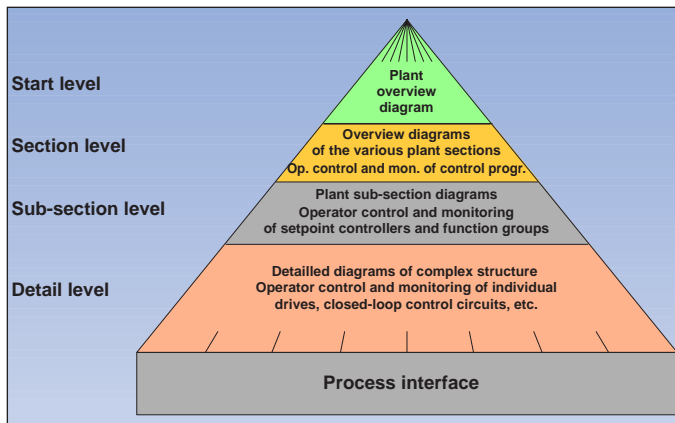 Start level
Plant
overview
diagram
Section level
Overview diagrams
of the various plant sections
Op. control and mon. of control progr.
Sub-section level
Plant sub-section diagrams
Operator control and monitoring
of setpoint controllers and function groups
Detail level
Detailled diagrams of complex structure
Operator control and monitoring of individual
drives, closed-loop control circuits, etc.
Process interface